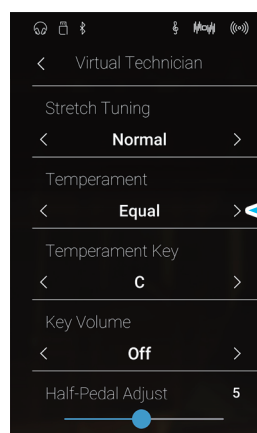 Virtual Technician
Stretch Tuning
Normal
Temperament
Equal
Temperament Key
C
Key Volume
Off
Half-Pedal Adjust 5